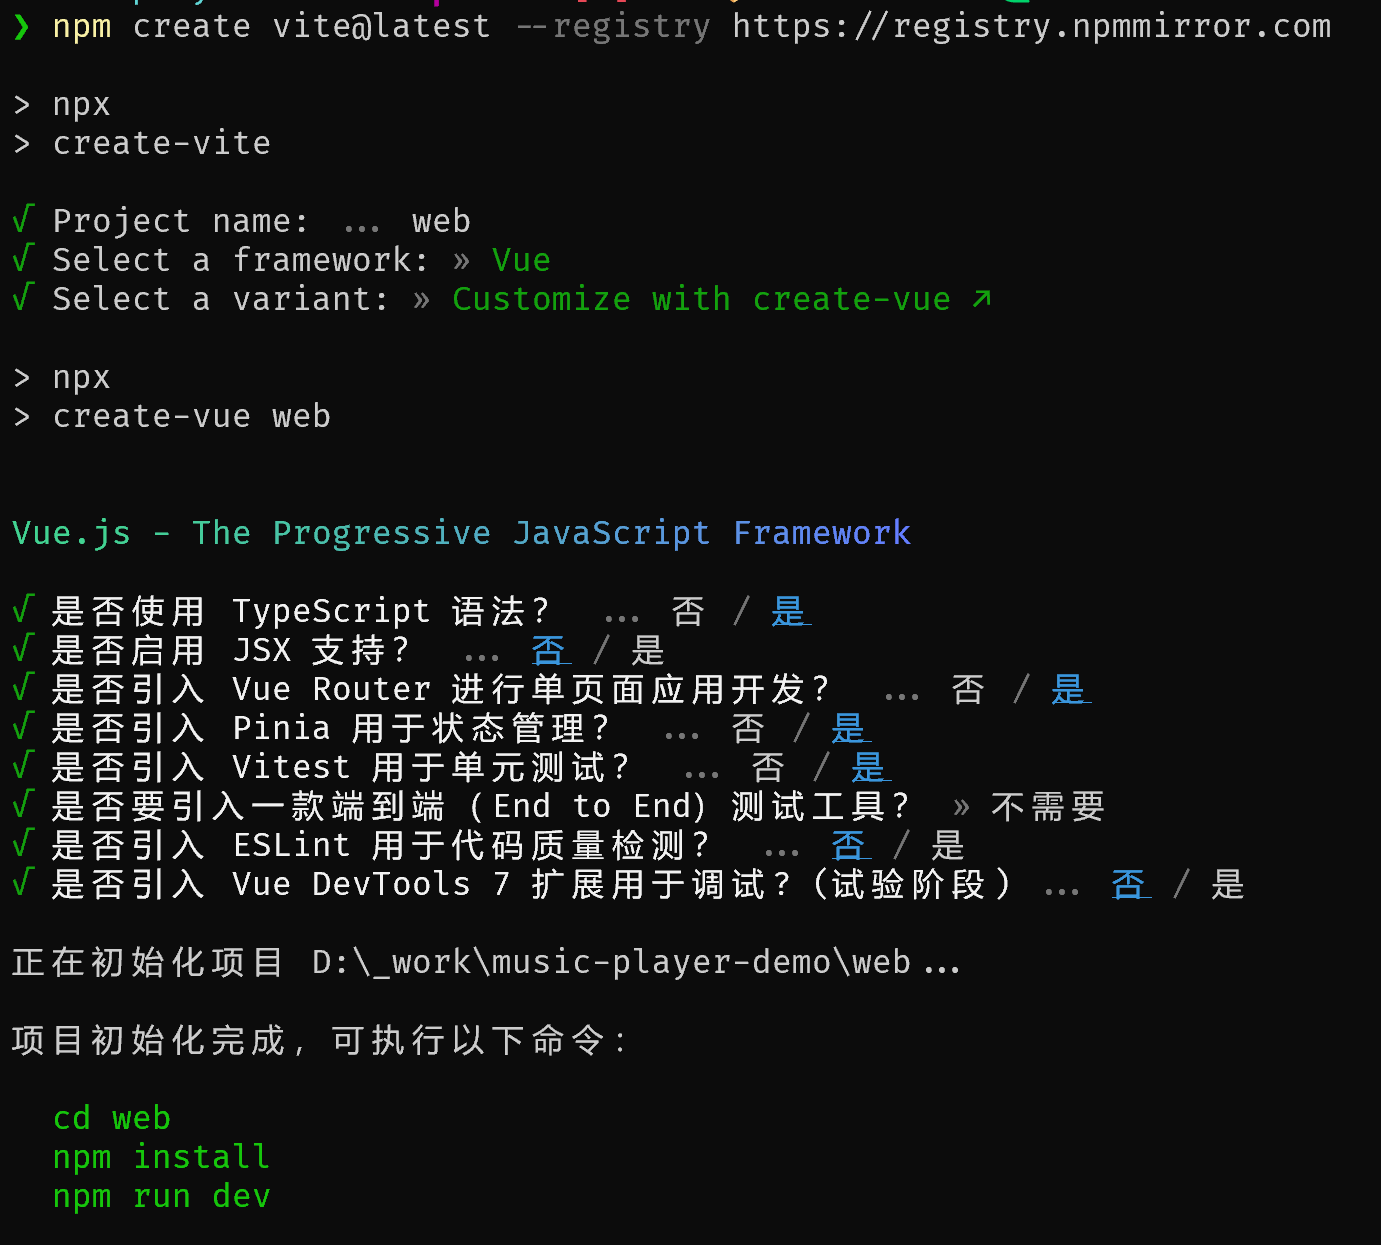 ❯ npm create vite@latest --registry https://registry.npmmirror.com
> npx
> create-vite
√ Project name: ... web
√ Select a framework: » Vue
√ Select a variant: » Customize with create-vue ↗
> npx
> create-vue web
Vue.js - The Progressive JavaScript Framework
√ 是否使用 TypeScript 语法？ ... 否 / 是
√ 是否启用 JSX 支持？ ... 否 / 是
√ 是否引入 Vue Router 进行单页面应用开发？ ... 否 / 是
√ 是否引入 Pinia 用于状态管理？ ... 否 / 是
√ 是否引入 Vitest 用于单元测试？ ... 否 / 是
√ 是否要引入一款端到端（End to End）测试工具？ » 不需要
√ 是否引入 ESLint 用于代码质量检测？ ... 否 / 是
√ 是否引入 Vue DevTools 7 扩展用于调试？（试验阶段） ... 否 / 是
正在初始化项目 D:\_work\music-player-demo\web...
项目初始化完成，可执行以下命令：
cd web
npm install
npm run dev